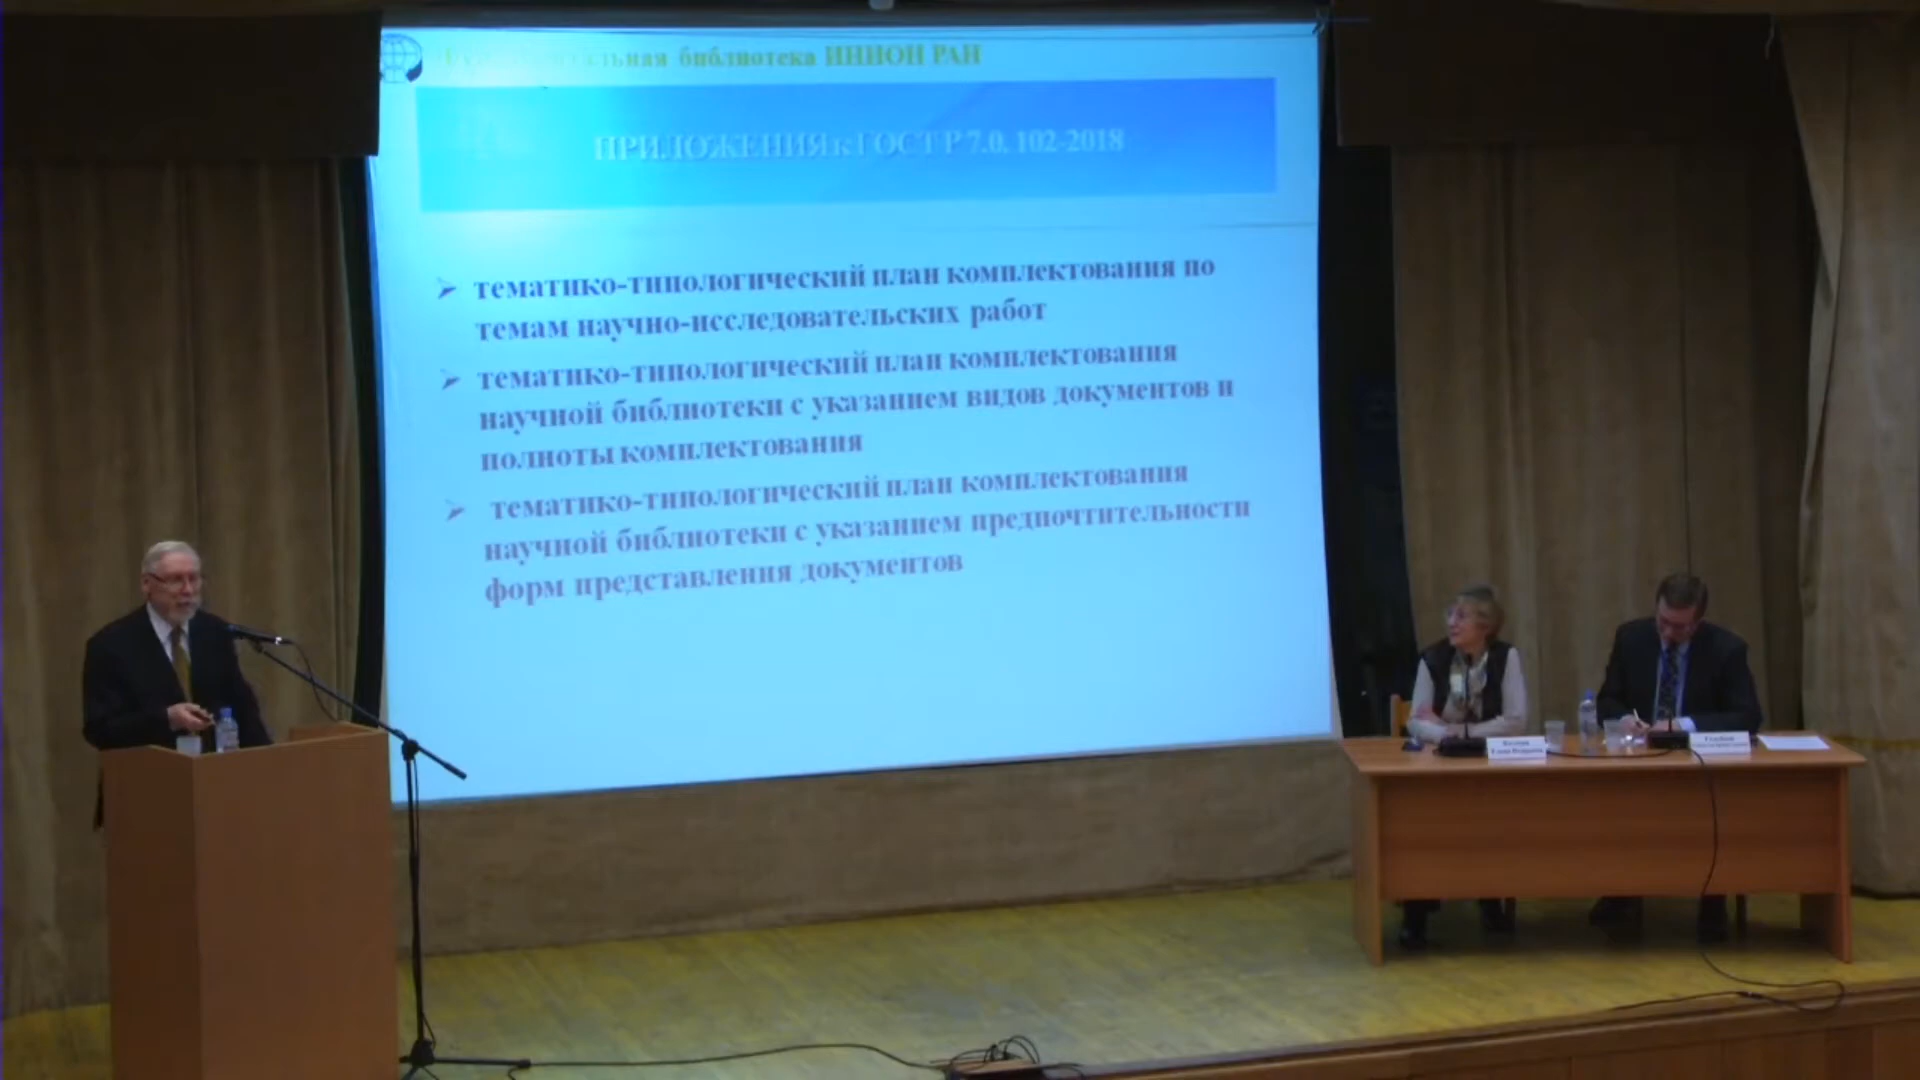 библиотека ИНИОН РАН
ПРИЛОЖЕНИЯ к ГОСТ Р 7.0. 102-2018
➢ тематико-типологический план комплектования по
темам научно-исследовательских работ
➢ тематико-типологический план комплектования
научной библиотеки с указанием видов документов и
полноты комплектования
➢ тематико-типологический план комплектования
научной библиотеки с указанием предпочтительности
форм представления документов